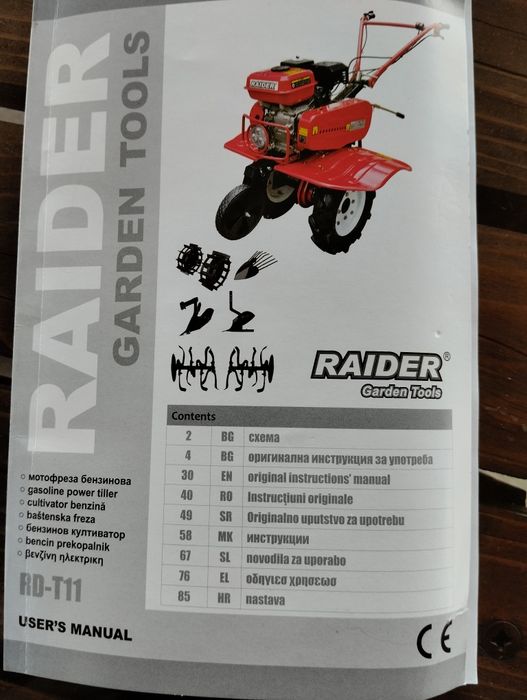 RAIDER
GARDEN TOOLS
RAIDER
RAIDER®
Garden Tools
Contents
2 BG схема
4 BG оригинална инструкция за употреба
30 EN original instructions' manual
40 RO Instrucțiuni originale
49 SR Originalno uputstvo za upotrebu
58 MK инструкции
67 SL novodila za uporabo
76 EL οδηγιεσ χρησεωσ
85 HR nastava
мотофреза бензинова
gasoline power tiller
cultivator benzină
baštenska freza
бензинов култиватор
bencin prekopalnik
βενζίνη ηλεκτρικη
RD-T11
USER'S MANUAL
CE